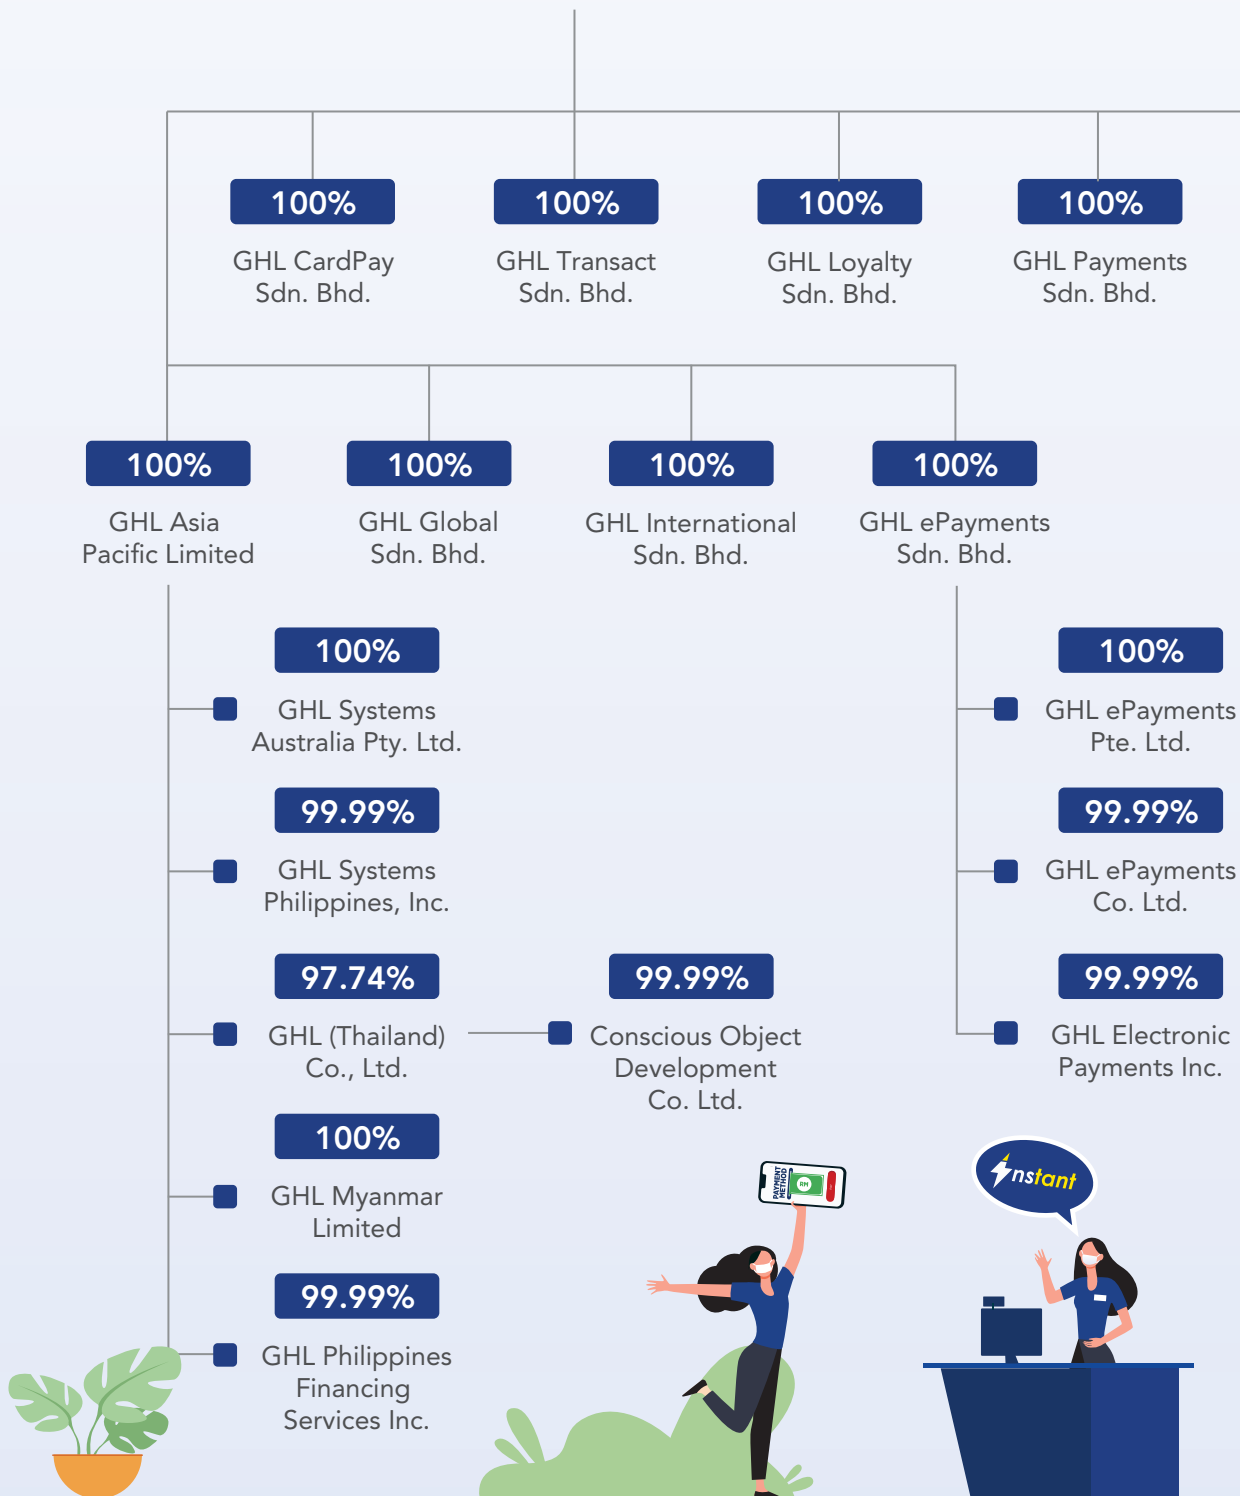 100%
GHL CardPay
Sdn. Bhd.
100%
GHL Transact
Sdn. Bhd.
100%
GHL Loyalty
Sdn. Bhd.
100%
GHL Payments
Sdn. Bhd.
100%
GHL Asia
Pacific Limited
100%
GHL Global
Sdn. Bhd.
100%
GHL International
Sdn. Bhd.
100%
GHL ePayments
Sdn. Bhd.
100%
GHL Systems
Australia Pty. Ltd.
99.99%
GHL Systems
Philippines, Inc.
97.74%
GHL (Thailand)
Co., Ltd.
99.99%
Conscious Object
Development
Co. Ltd.
100%
GHL Myanmar
Limited
99.99%
GHL Philippines
Financing
Services Inc.
100%
GHL ePayments
Pte. Ltd.
99.99%
GHL ePayments
Co. Ltd.
99.99%
GHL Electronic
Payments Inc.
PAYMENT
METHOD
RM
nstant